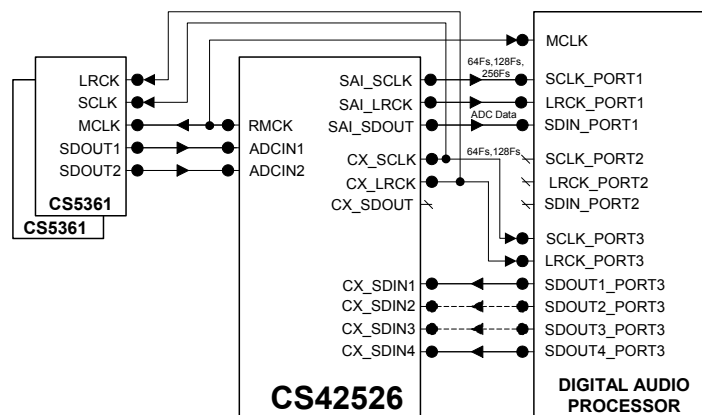 MCLK
64Fs,128Fs,
256Fs
LRCK
SCLK
MCLK
SDOUT1
SDOUT2
CS5361
CS5361
RMCK
ADCIN1
ADCIN2
SAI_SCLK
SAI_LRCK
SAI_SDOUT
ADC Data
CX_SCLK
64Fs,128Fs
CX_LRCK
CX_SDOUT
CX_SDIN1
CX_SDIN2
CX_SDIN3
CX_SDIN4
CS42526
SCLK_PORT1
LRCK_PORT1
SDIN_PORT1
SCLK_PORT2
LRCK_PORT2
SDIN_PORT2
SCLK_PORT3
LRCK_PORT3
SDOUT1_PORT3
SDOUT2_PORT3
SDOUT3_PORT3
SDOUT4_PORT3
DIGITAL AUDIO
PROCESSOR